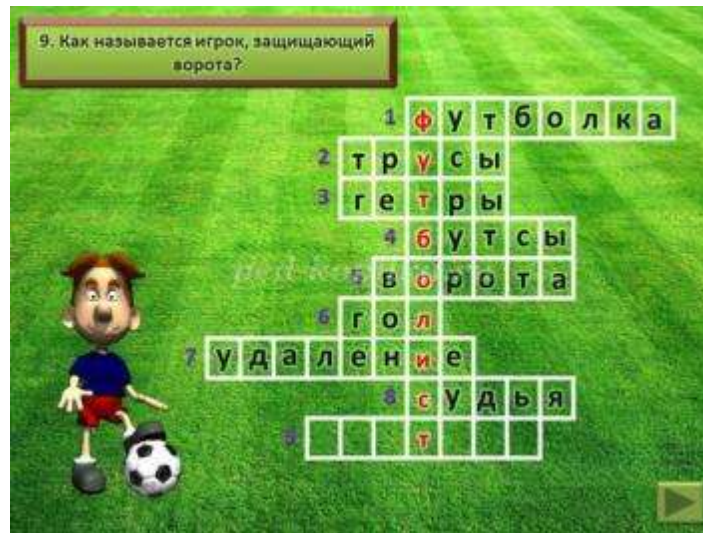 9. Как называется игрок, защищающий
ворота?
1 футболка
2 трусы
3 гетры
4 бутсы
5 ворота
6 гол
7 удаление
8 судья
9 т